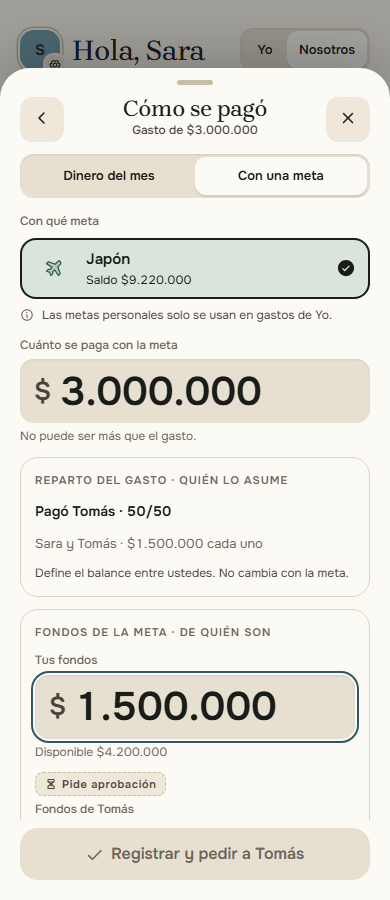 S
Hola, Sara
Yo
Nosotros
Cómo se pagó
Gasto de $3.000.000
Dinero del mes
Con una meta
Con qué meta
Japón
Saldo $9.220.000
Las metas personales solo se usan en gastos de Yo.
Cuánto se paga con la meta
$ 3.000.000
No puede ser más que el gasto.
REPARTO DEL GASTO · QUIÉN LO ASUME
Pagó Tomás · 50/50
Sara y Tomás · $1.500.000 cada uno
Define el balance entre ustedes. No cambia con la meta.
FONDOS DE LA META · DE QUIÉN SON
Tus fondos
$ 1.500.000
Disponible $4.200.000
Pide aprobación
Fondos de Tomás
Registrar y pedir a Tomás